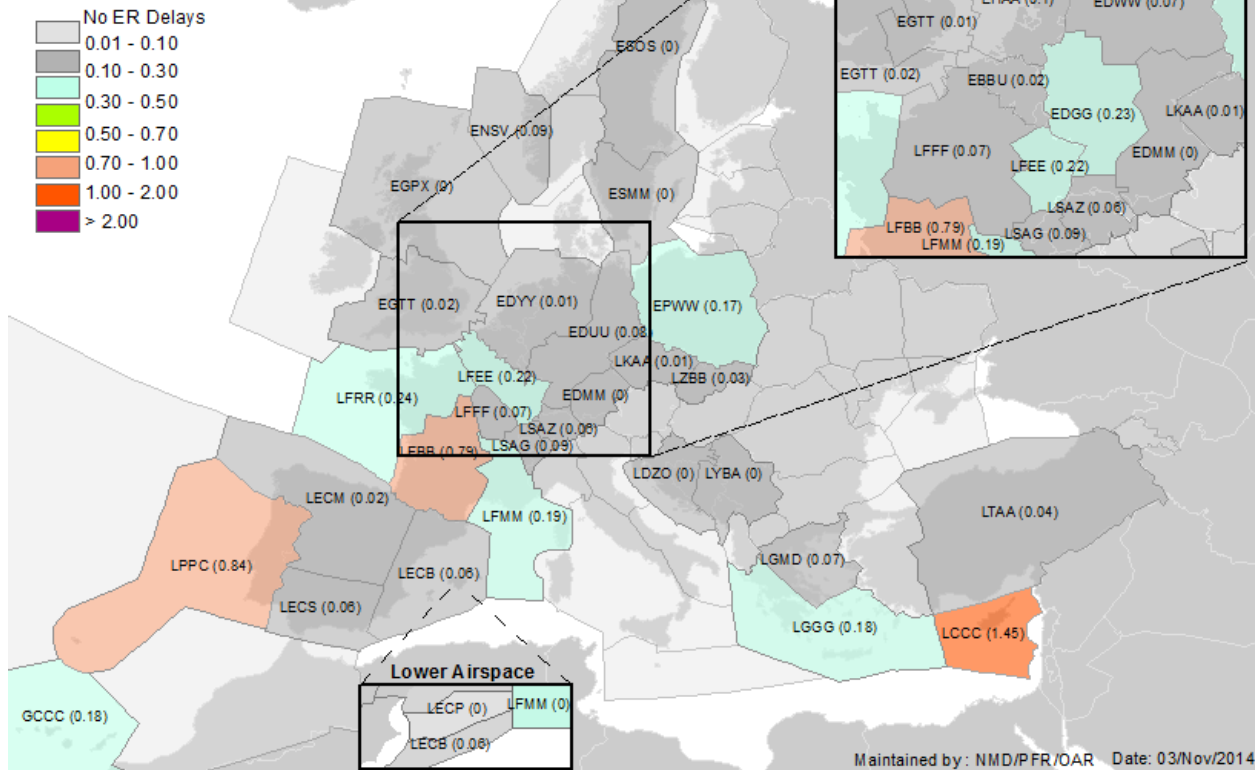 No ER Delays
0.01 - 0.10
0.10 - 0.30
0.30 - 0.50
0.50 - 0.70
0.70 - 1.00
1.00 - 2.00
> 2.00
ESOS (0)
ENSV (0.09)
EGPX (0)
ESMM (0)
EGTT (0.02)
EDYY (0.01)
EPWW (0.17)
EDUU (0.08)
LKAA (0.01)
LZBB (0.03)
LFEE (0.22)
EDMM (0)
LFRR (0.24)
LFFF (0.07)
LSAZ (0.06)
LSAG (0.09)
LFBB (0.79)
LDZO (0)
LYBA (0)
LECM (0.02)
LFMM (0.19)
LTAA (0.04)
LPPC (0.84)
LECB (0.06)
LGMD (0.07)
LECS (0.06)
LGGG (0.18)
LCCC (1.45)
GCCC (0.18)
EDWW (0.07)
EGTT (0.01)
EGTT (0.02)
EBBU (0.02)
EDGG (0.23)
LKAA (0.01)
LFFF (0.07)
LFEE (0.22)
EDMM (0)
LSAZ (0.06)
LFBB (0.79)
LSAG (0.09)
LFMM (0.19)
Lower Airspace
LECP (0)
LFMM (0)
LECB (0.06)
Maintained by : NMD/PFR/OAR Date: 03/Nov/2014